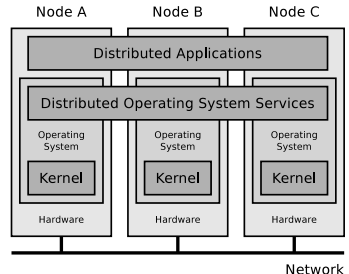 Node A Node B Node C
Distributed Applications
Distributed Operating System Services
Operating System
Operating System
Operating System
Kernel Kernel Kernel
Hardware Hardware Hardware
Network